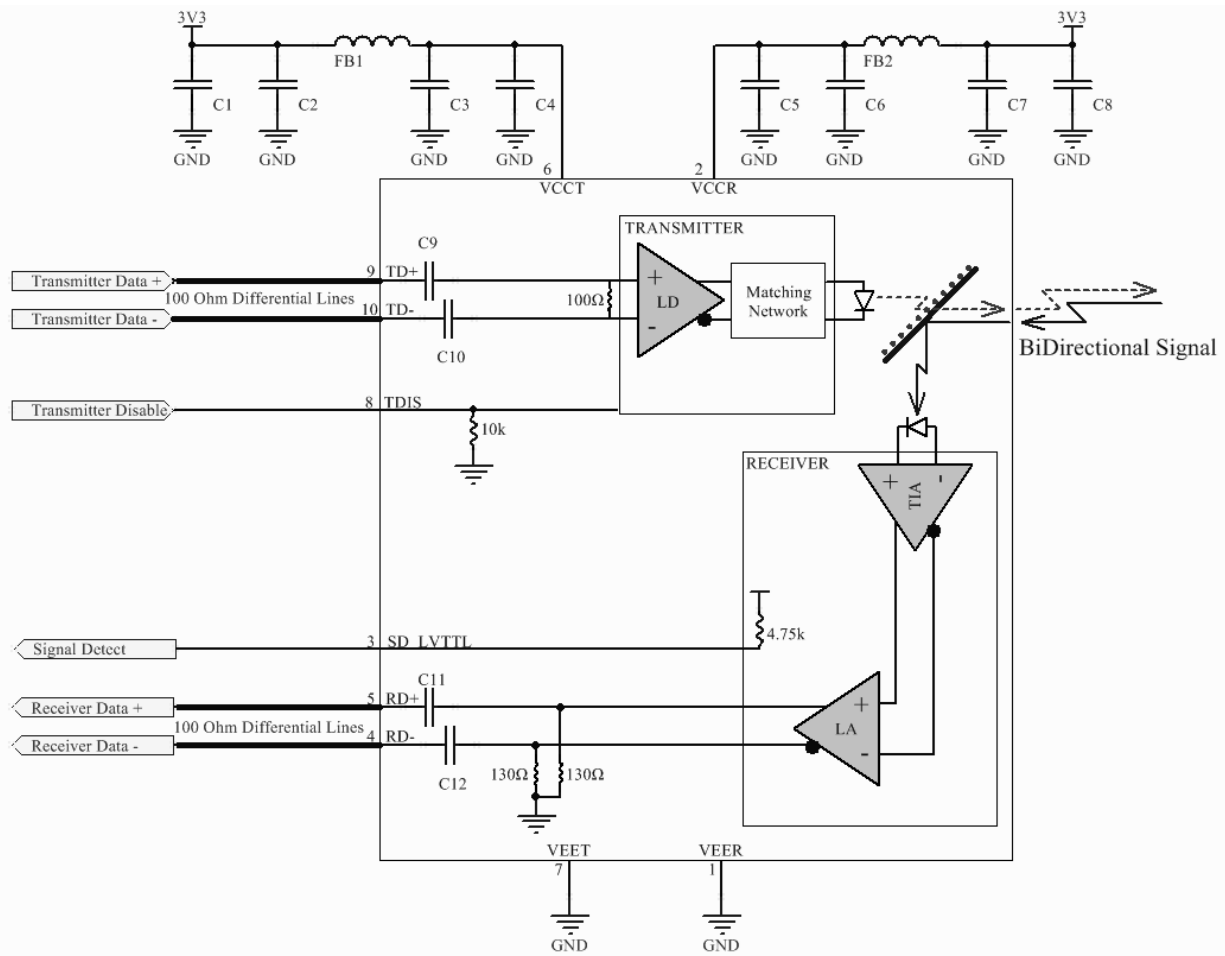 3V3
3V3
FB1
FB2
C1
C2
C3
C4
C5
C6
C7
C8
GND
GND
GND
GND
GND
GND
GND
GND
6
2
VCCT
VCCR
TRANSMITTER
C9
Transmitter Data +
9
TD+
+
100 Ohm Differential Lines
100Ω
LD
Matching
Network
Transmitter Data -
10
TD-
-
C10
BiDirectional Signal
Transmitter Disable
8
TDIS
10k
RECEIVER
+
-
TIA
4.75k
Signal Detect
3
SD_LVTTL
C11
Receiver Data +
5
RD+
+
100 Ohm Differential Lines
LA
Receiver Data -
4
RD-
-
C12
130Ω
130Ω
VEET
VEER
7
1
GND
GND